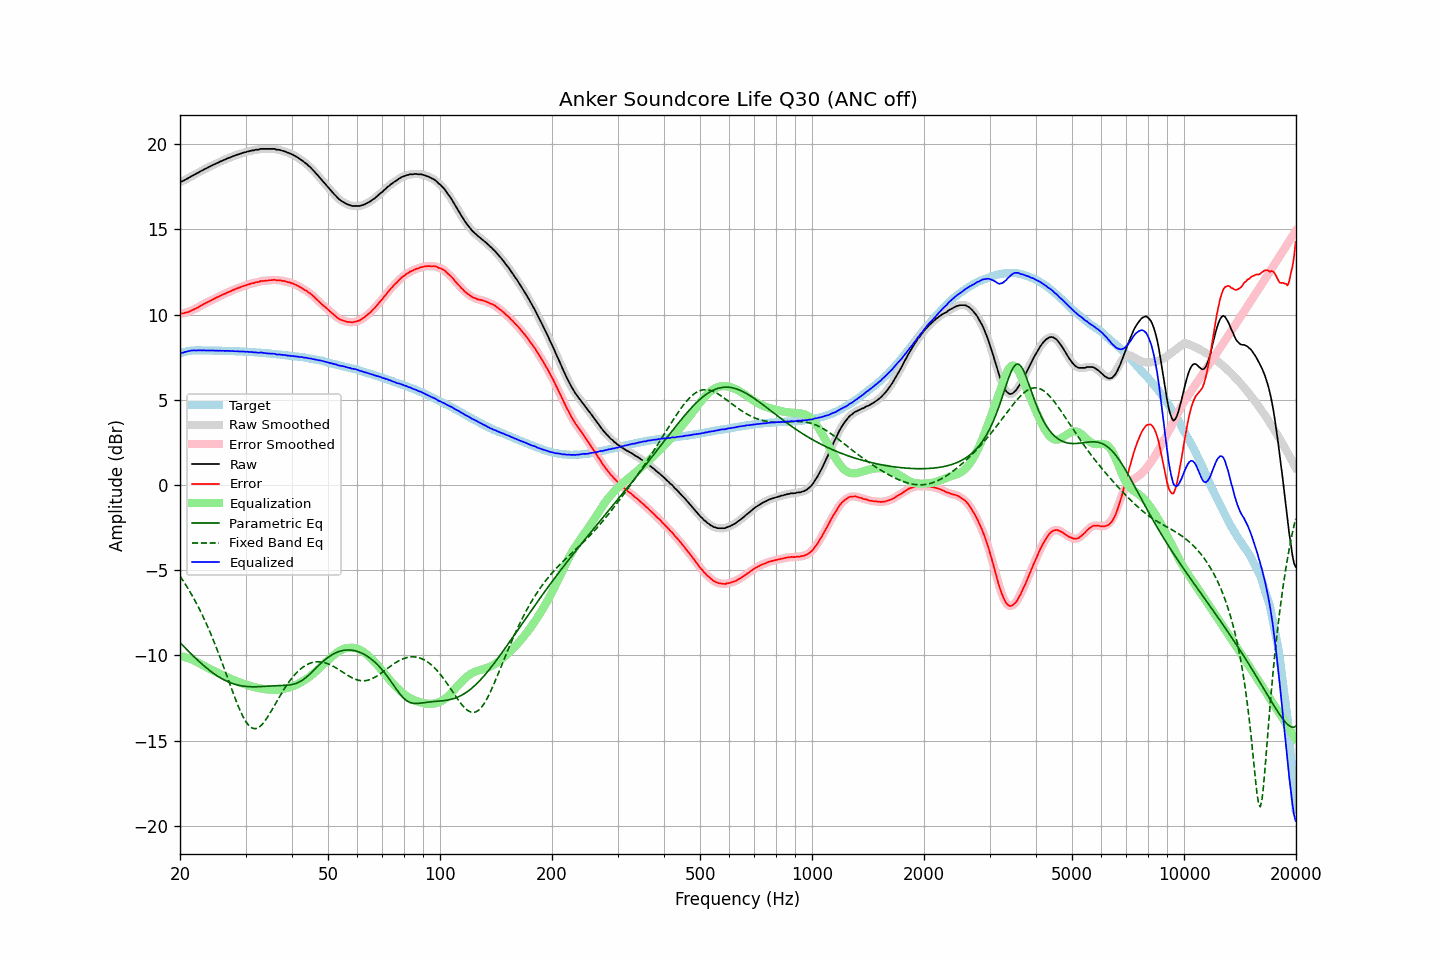 Anker Soundcore Life Q30 (ANC off)
20
15
10
5
0
−5
−10
−15
−20
Amplitude (dBr)
Target
Raw Smoothed
Error Smoothed
Raw
Error
Equalization
Parametric Eq
Fixed Band Eq
Equalized
20 50 100 200 500 1000 2000 5000 10000 20000
Frequency (Hz)